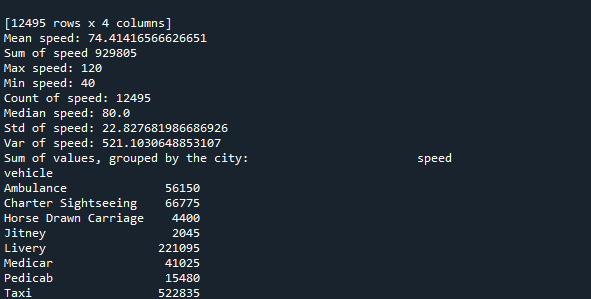 [12495 rows x 4 columns]
Mean speed: 74.41416566626651
Sum of speed 929805
Max speed: 120
Min speed: 40
Count of speed: 12495
Median speed: 80.0
Std of speed: 22.827681986686926
Var of speed: 521.1030648853107
Sum of values, grouped by the city:                        speed
vehicle
Ambulance              56150
Charter Sightseeing    66775
Horse Drawn Carriage    4400
Jitney                  2045
Livery                221095
Medicar                41025
Pedicab                15480
Taxi                  522835